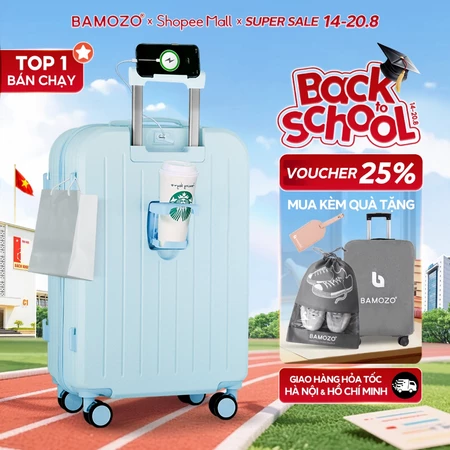 BAMOZO® x Shopee Mall x SUPER SALE 14-20.8
TOP 1
BÁN CHẠY
Back
to
SCHOOL
14-20.8
VOUCHER 25%
MUA KÈM QUÀ TẶNG
BAMOZO
BAMOZO
GIAO HÀNG HỎA TỐC
HÀ NỘI & HỒ CHÍ MINH